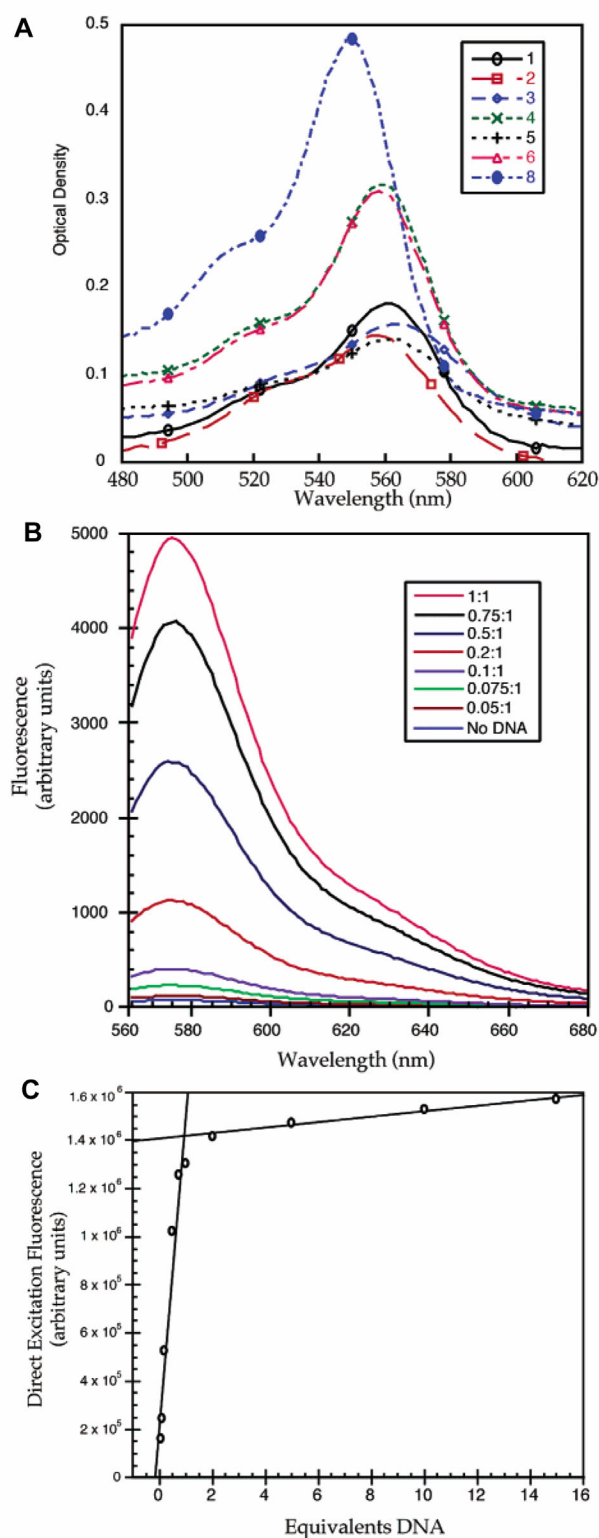 A
0.5
0.4
0.3
0.2
0.1
0
Optical Density
1
2
3
4
5
6
8
480 500 520 540 560 580 600 620
Wavelength (nm)
B
5000
4000
3000
2000
1000
0
Fluorescence
(arbitrary units)
1:1
0.75:1
0.5:1
0.2:1
0.1:1
0.075:1
0.05:1
No DNA
560 580 600 620 640 660 680
Wavelength (nm)
C
1.6 x 10⁶
1.4 x 10⁶
1.2 x 10⁶
1 x 10⁶
8 x 10⁵
6 x 10⁵
4 x 10⁵
2 x 10⁵
0
Direct Excitation Fluorescence
(arbitrary units)
0 2 4 6 8 10 12 14 16
Equivalents DNA